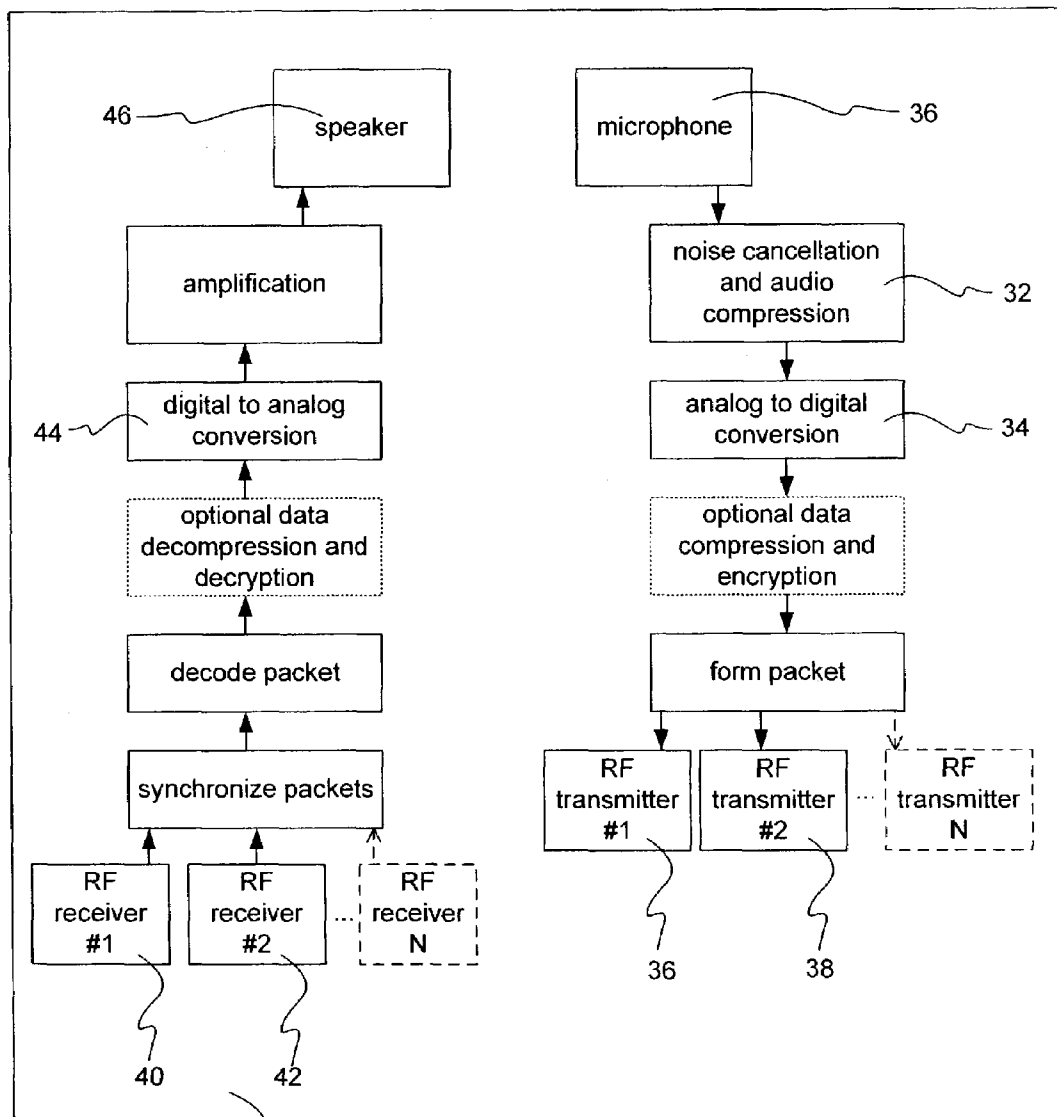 46
speaker
microphone
36
amplification
noise cancellation
and audio
compression
32
44
digital to analog
conversion
analog to digital
conversion
34
optional data
decompression and
decryption
optional data
compression and
encryption
decode packet
form packet
synchronize packets
RF
transmitter
#1
RF
transmitter
#2
...
RF
transmitter
N
RF
receiver
#1
RF
receiver
#2
...
RF
receiver
N
36
38
40
42